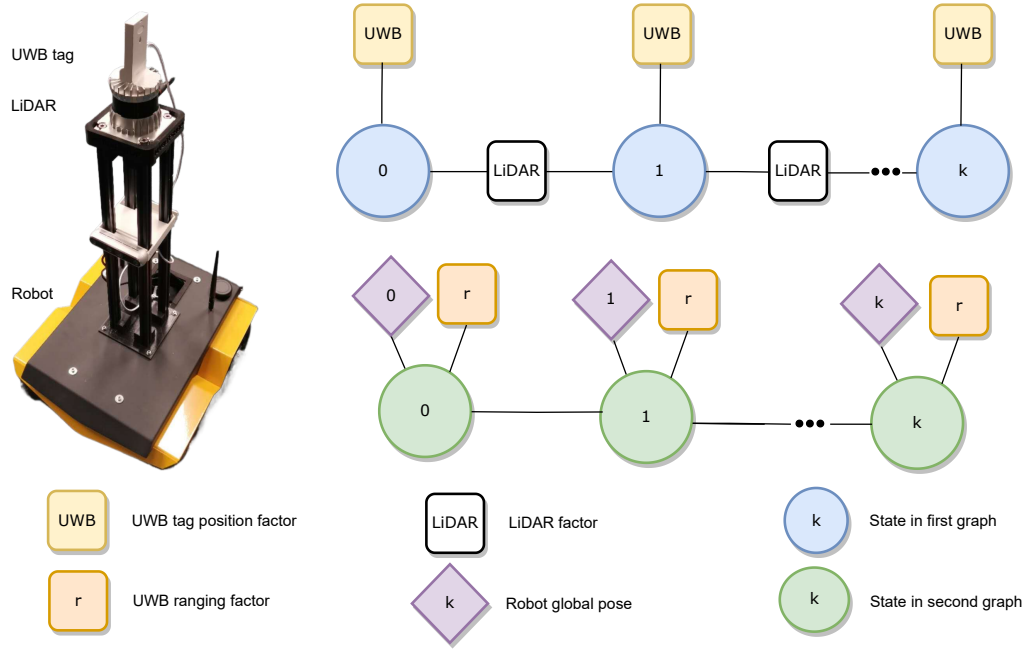 UWB tag
LiDAR
Robot
UWB
UWB
UWB
0
LiDAR
1
LiDAR
●●●
k
0
r
1
r
k
r
0
1
●●●
k
UWB
UWB tag position factor
LiDAR
LiDAR factor
k
State in first graph
r
UWB ranging factor
k
Robot global pose
k
State in second graph